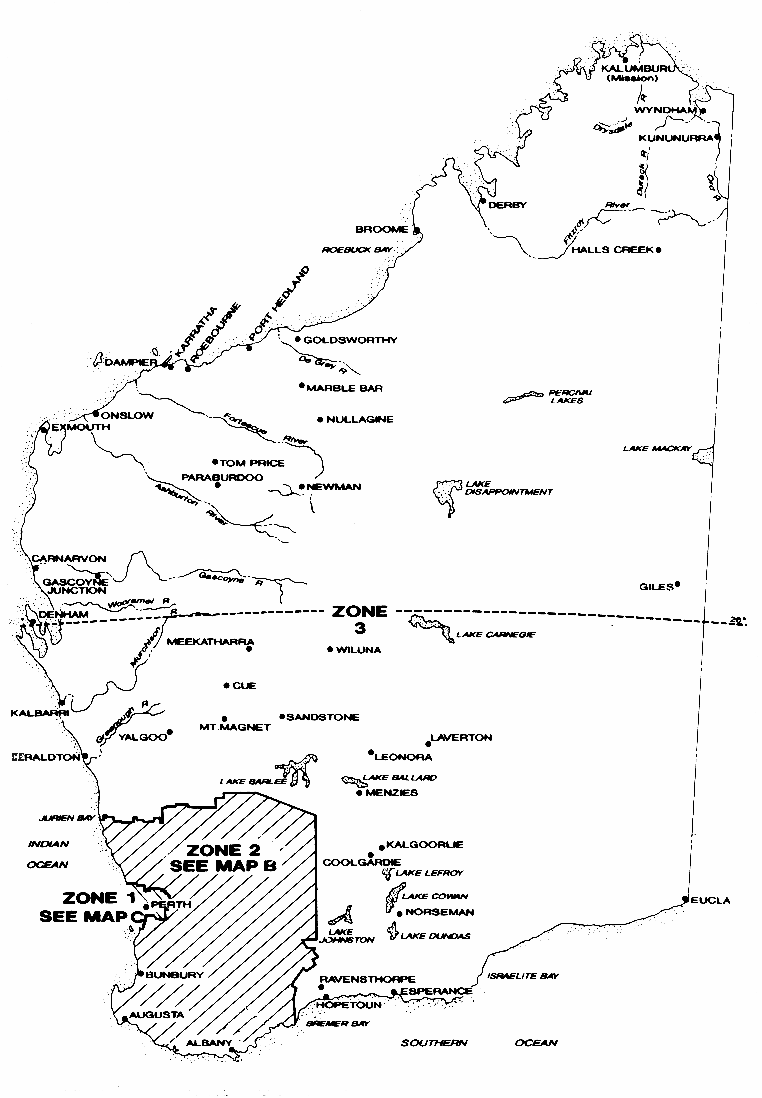 KALUMBURU
(Mission)
WYNDHAM
Drysdale
R
KUNUNURRA
Durack R
Ord R
DERBY
Fitzroy
River
BROOME
ROEBUCK BAY
HALLS CREEK
KARRATHA
ROEBOURNE
PORT HEDLAND
GOLDSWORTHY
DAMPIER
De Grey R
MARBLE BAR
PERCIVAL
LAKES
ONSLOW
EXMOUTH
Fortescue
River
NULLAGINE
LAKE MACKAY
TOM PRICE
PARABURDOO
Ashburton
River
NEWMAN
LAKE
DISAPPOINTMENT
CARNARVON
GASCOYNE
JUNCTION
Gascoyne R
GILES
Wooramel R
DENHAM
R
Murchison
ZONE
3
26°
LAKE CARNEGIE
MEEKATHARRA
WILUNA
CUE
KALBARRI
Greenough R
YALGOO
MT.MAGNET
SANDSTONE
GERALDTON
LAVERTON
LEONORA
LAKE BARLEE
LAKE BALLARD
MENZIES
JURIEN BAY
INDIAN
OCEAN
ZONE 2
SEE MAP B
KALGOORLIE
COOLGARDIE
LAKE LEFROY
ZONE 1
SEE MAP C
PERTH
LAKE COWAN
NORSEMAN
EUCLA
LAKE
JOHNSTON
LAKE DUNDAS
BUNBURY
RAVENSTHORPE
ISRAELITE BAY
ESPERANCE
HOPETOUN
AUGUSTA
BREMER BAY
ALBANY
SOUTHERN OCEAN